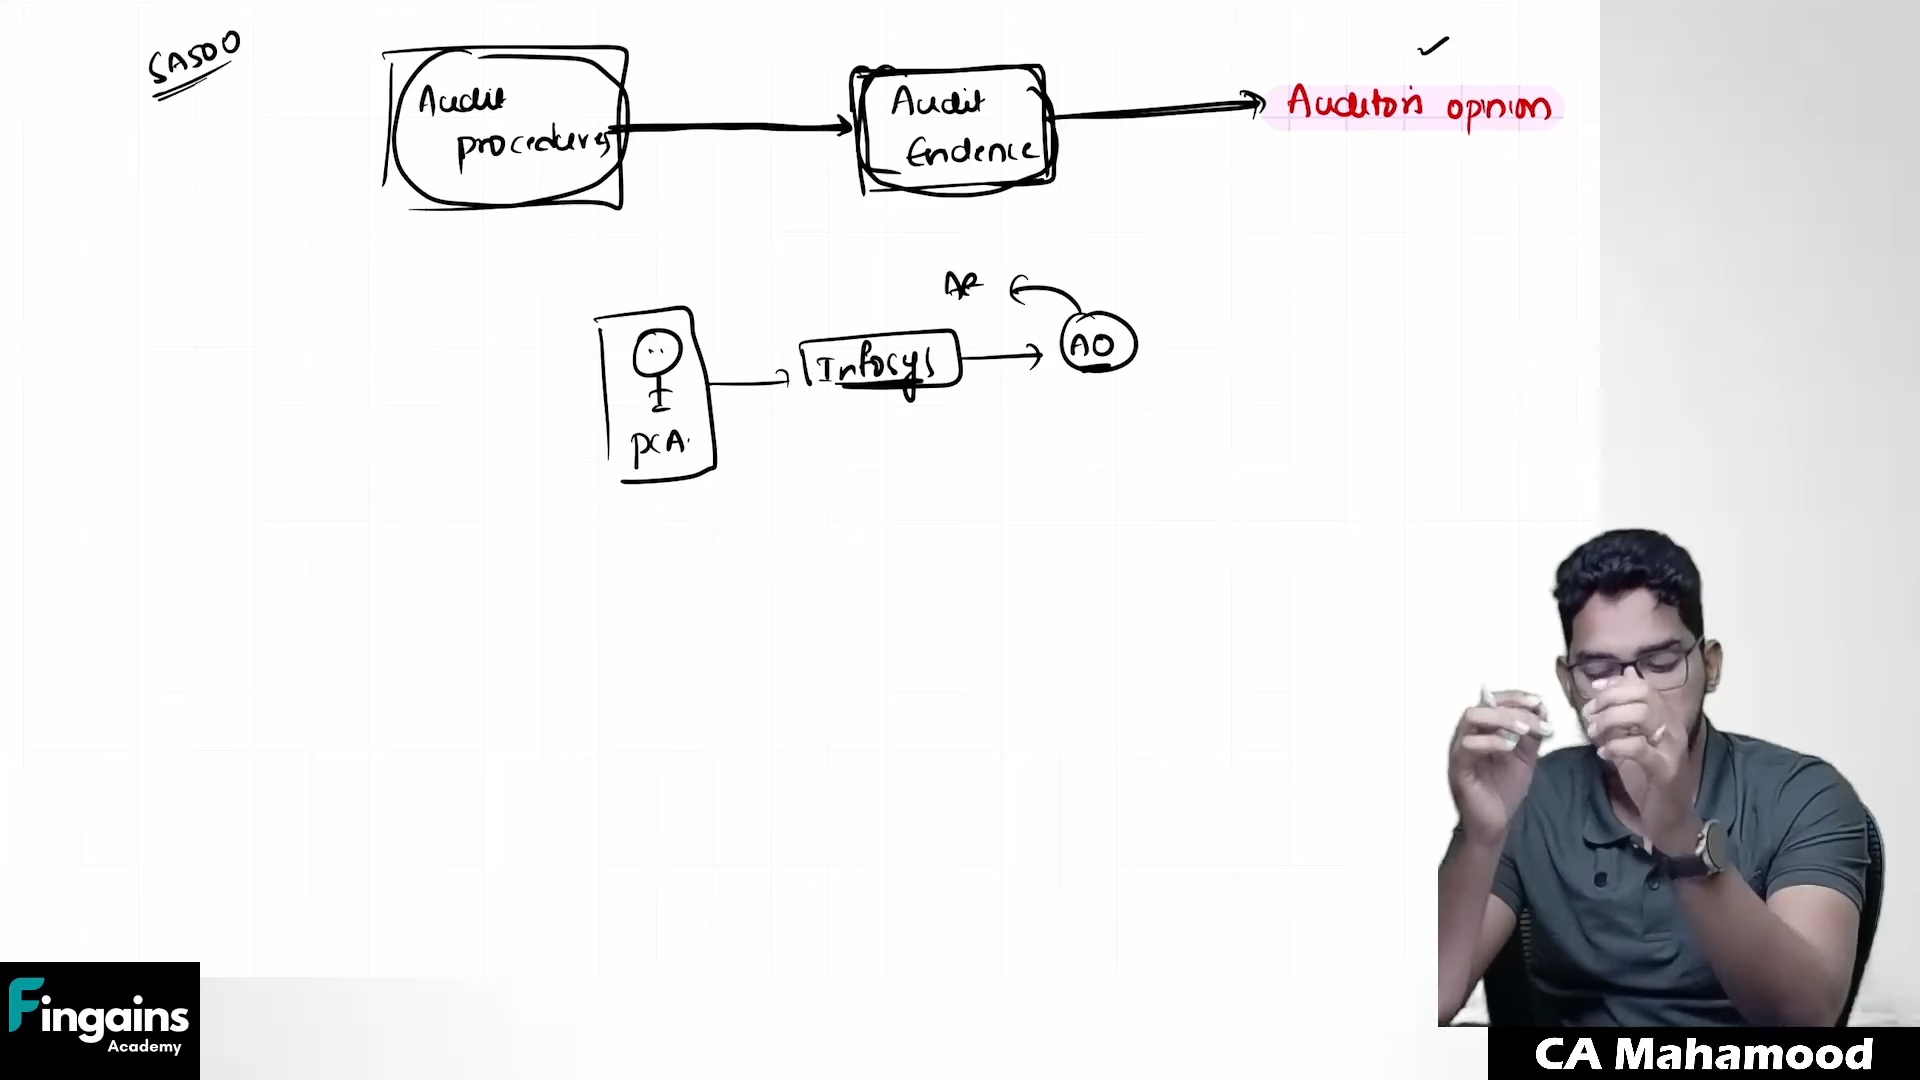 SA500
Audit
procedures
Audit
Evidence
Auditor's opinion
AR
AO
Infosys
PCA.
Fingains
Academy
CA Mahamood